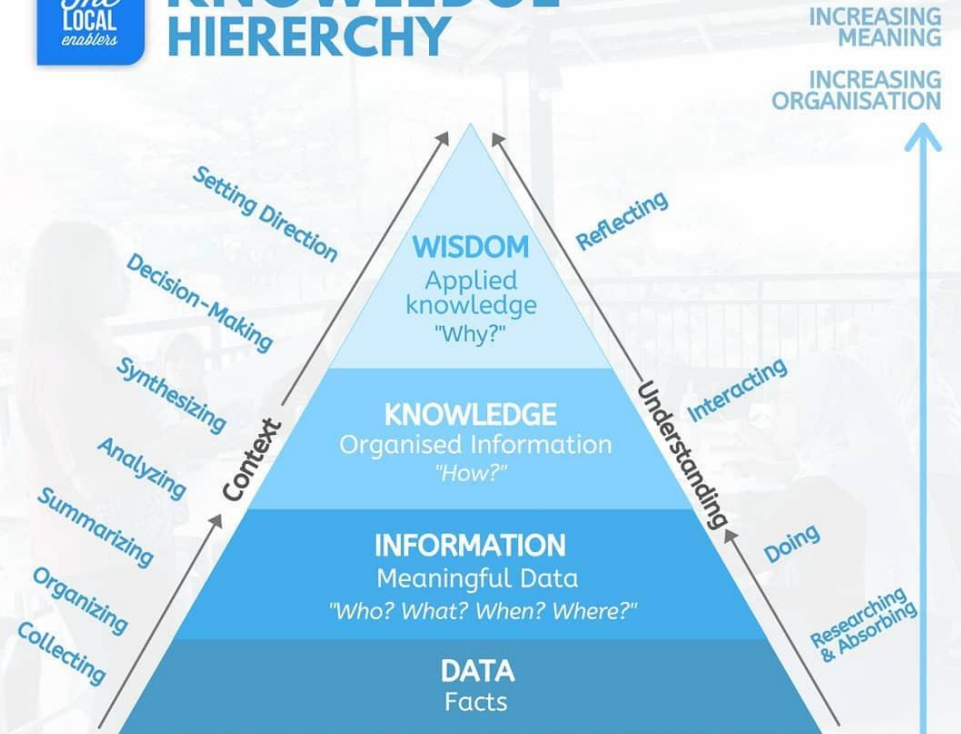 The
LOCAL
enablers
KNOWLEDGE
HIERERCHY
INCREASING
MEANING
INCREASING
ORGANISATION
Setting Direction
Decision-Making
Synthesizing
Analyzing
Summarizing
Organizing
Collecting
Context
WISDOM
Applied
knowledge
"Why?"
KNOWLEDGE
Organised Information
"How?"
INFORMATION
Meaningful Data
"Who? What? When? Where?"
DATA
Facts
Understanding
Reflecting
Interacting
Doing
Researching
& Absorbing